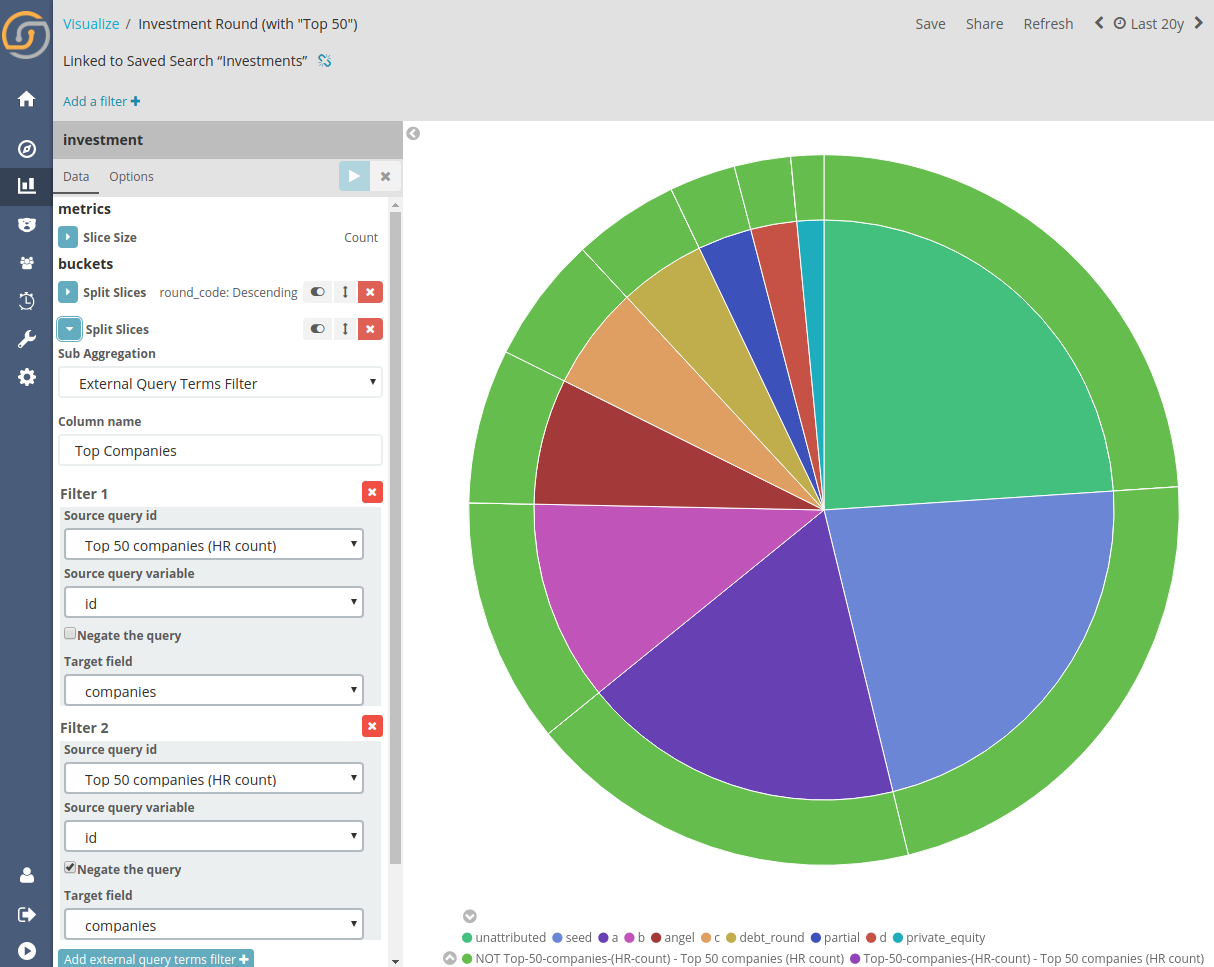 Visualize / Investment Round (with "Top 50")
Save Share Refresh Last 20y
Linked to Saved Search “Investments”
Add a filter
investment
Data Options
metrics
Slice Size Count
buckets
Split Slices round_code: Descending
Split Slices
Sub Aggregation
External Query Terms Filter
Column name
Top Companies
Filter 1
Source query id
Top 50 companies (HR count)
Source query variable
id
Negate the query
Target field
companies
Filter 2
Source query id
Top 50 companies (HR count)
Source query variable
id
Negate the query
Target field
companies
Add external query terms filter
unattributed seed a b angel c debt_round partial d private_equity
NOT Top-50-companies-(HR-count) - Top 50 companies (HR count) Top-50-companies-(HR-count) - Top 50 companies (HR count)